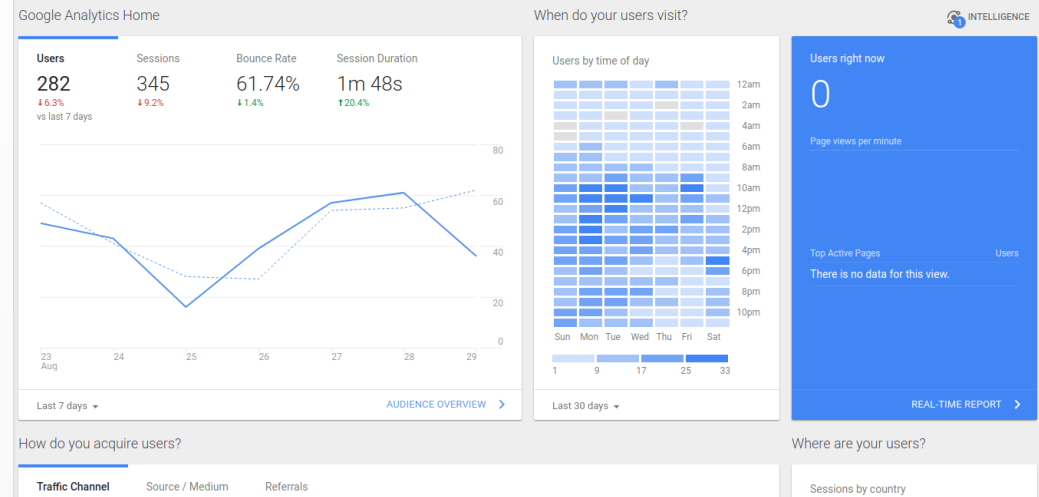 Google Analytics Home
When do your users visit?
1 INTELLIGENCE
Users Sessions Bounce Rate Session Duration
282 345 61.74% 1m 48s
↓6.3% ↓9.2% ↓1.4% ↑20.4%
vs last 7 days
80
60
40
20
0
23 24 25 26 27 28 29
Aug
Last 7 days
AUDIENCE OVERVIEW
Users by time of day
12am
2am
4am
6am
8am
10am
12pm
2pm
4pm
6pm
8pm
10pm
Sun Mon Tue Wed Thu Fri Sat
1 9 17 25 33
Last 30 days
Users right now
0
Page views per minute
Top Active Pages Users
There is no data for this view.
REAL-TIME REPORT
How do you acquire users?
Traffic Channel Source / Medium Referrals
Where are your users?
Sessions by country